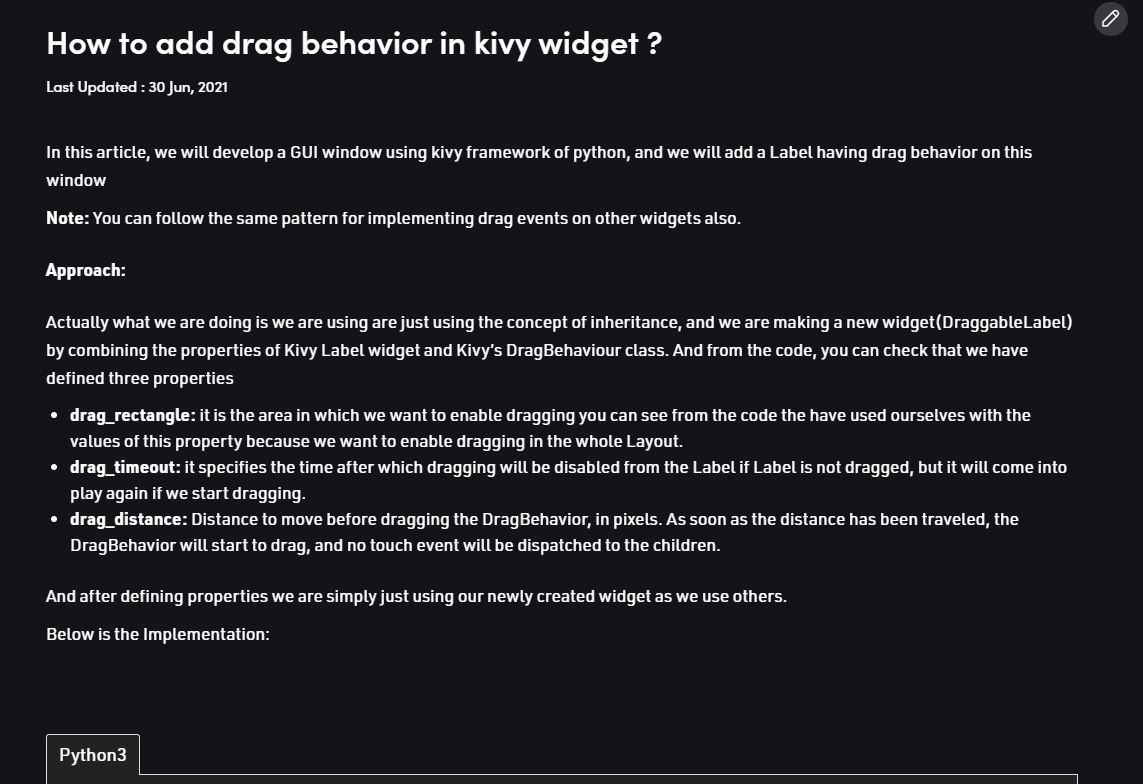 How to add drag behavior in kivy widget ?
Last Updated : 30 Jun, 2021
In this article, we will develop a GUI window using kivy framework of python, and we will add a Label having drag behavior on this
window
Note: You can follow the same pattern for implementing drag events on other widgets also.
Approach:
Actually what we are doing is we are using are just using the concept of inheritance, and we are making a new widget(DraggableLabel)
by combining the properties of Kivy Label widget and Kivy’s DragBehaviour class. And from the code, you can check that we have
defined three properties
• drag_rectangle: it is the area in which we want to enable dragging you can see from the code the have used ourselves with the
values of this property because we want to enable dragging in the whole Layout.
• drag_timeout: it specifies the time after which dragging will be disabled from the Label if Label is not dragged, but it will come into
play again if we start dragging.
• drag_distance: Distance to move before dragging the DragBehavior, in pixels. As soon as the distance has been traveled, the
DragBehavior will start to drag, and no touch event will be dispatched to the children.
And after defining properties we are simply just using our newly created widget as we use others.
Below is the Implementation:
Python3